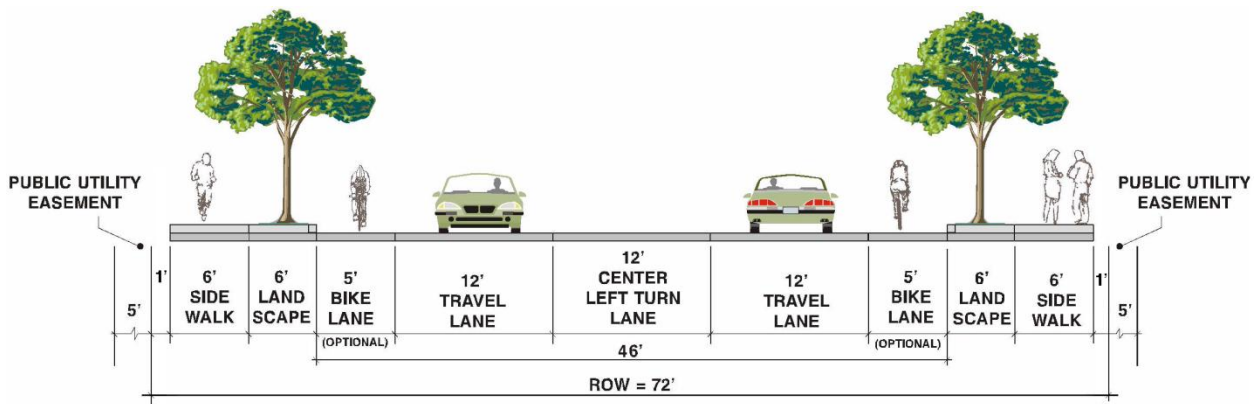 PUBLIC UTILITY
EASEMENT
PUBLIC UTILITY
EASEMENT
5'
1'
6'
SIDE
WALK
6'
LAND
SCAPE
5'
BIKE
LANE
(OPTIONAL)
12'
TRAVEL
LANE
12'
CENTER
LEFT TURN
LANE
12'
TRAVEL
LANE
5'
BIKE
LANE
(OPTIONAL)
6'
LAND
SCAPE
6'
SIDE
WALK
1'
5'
46'
ROW = 72'